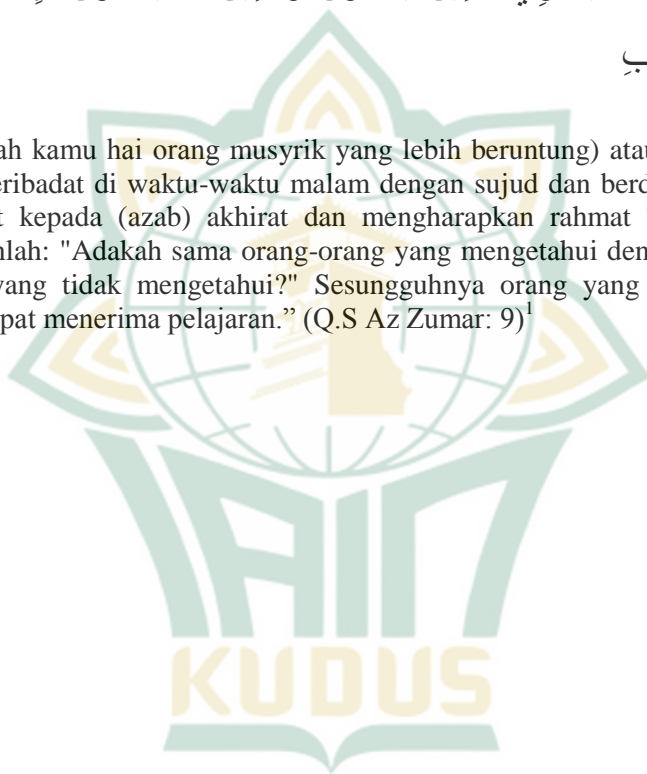 ah kamu hai orang musyrik yang lebih beruntung) atau
eribadat di waktu-waktu malam dengan sujud dan berd
t kepada (azab) akhirat dan mengharapkan rahmat
nlah: "Adakah sama orang-orang yang mengetahui den
yang tidak mengetahui?" Sesungguhnya orang yang
pat menerima pelajaran.” (Q.S Az Zumar: 9)1
IAIN
KUDUS